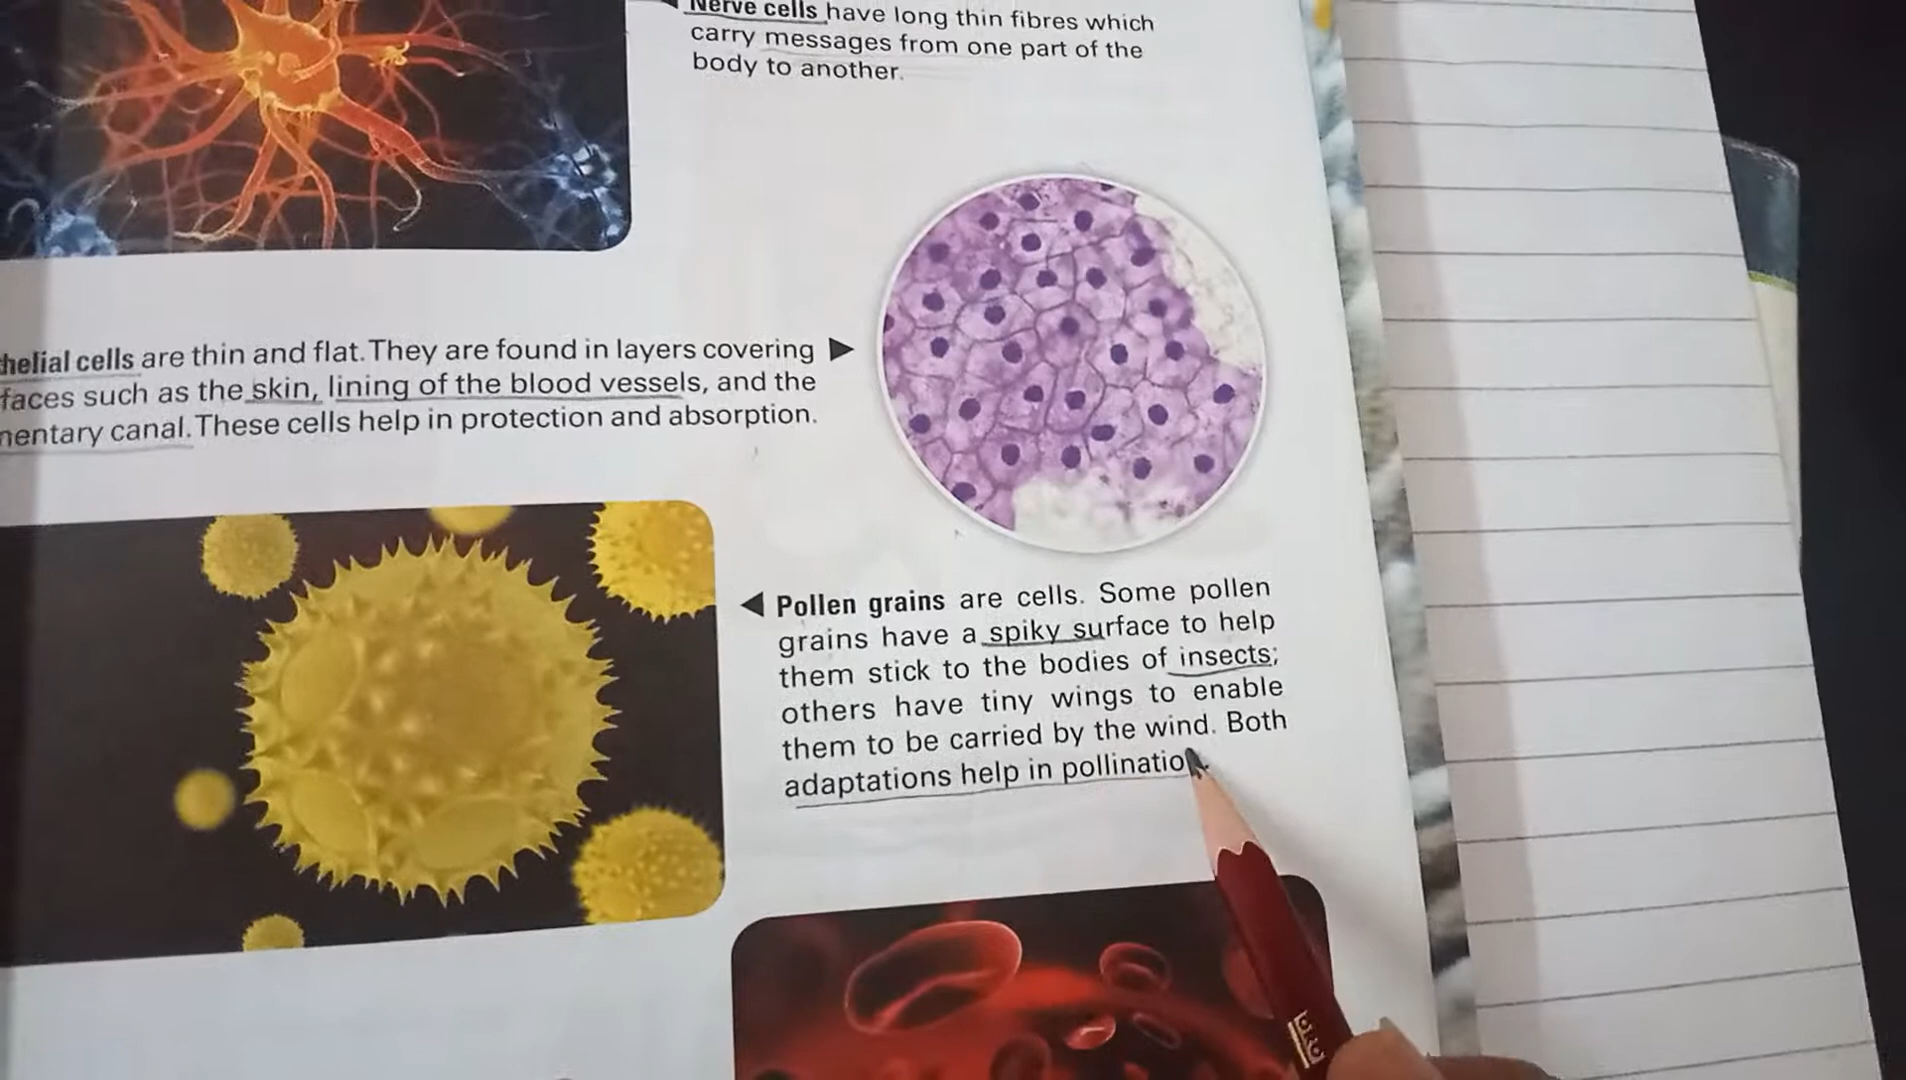 Nerve cells have long thin fibres which
carry messages from one part of the
body to another.
helial cells are thin and flat. They are found in layers covering
faces such as the skin, lining of the blood vessels, and the
mentary canal. These cells help in protection and absorption.
Pollen grains are cells. Some pollen
grains have a spiky surface to help
them stick to the bodies of insects;
others have tiny wings to enable
them to be carried by the wind. Both
adaptations help in pollination.